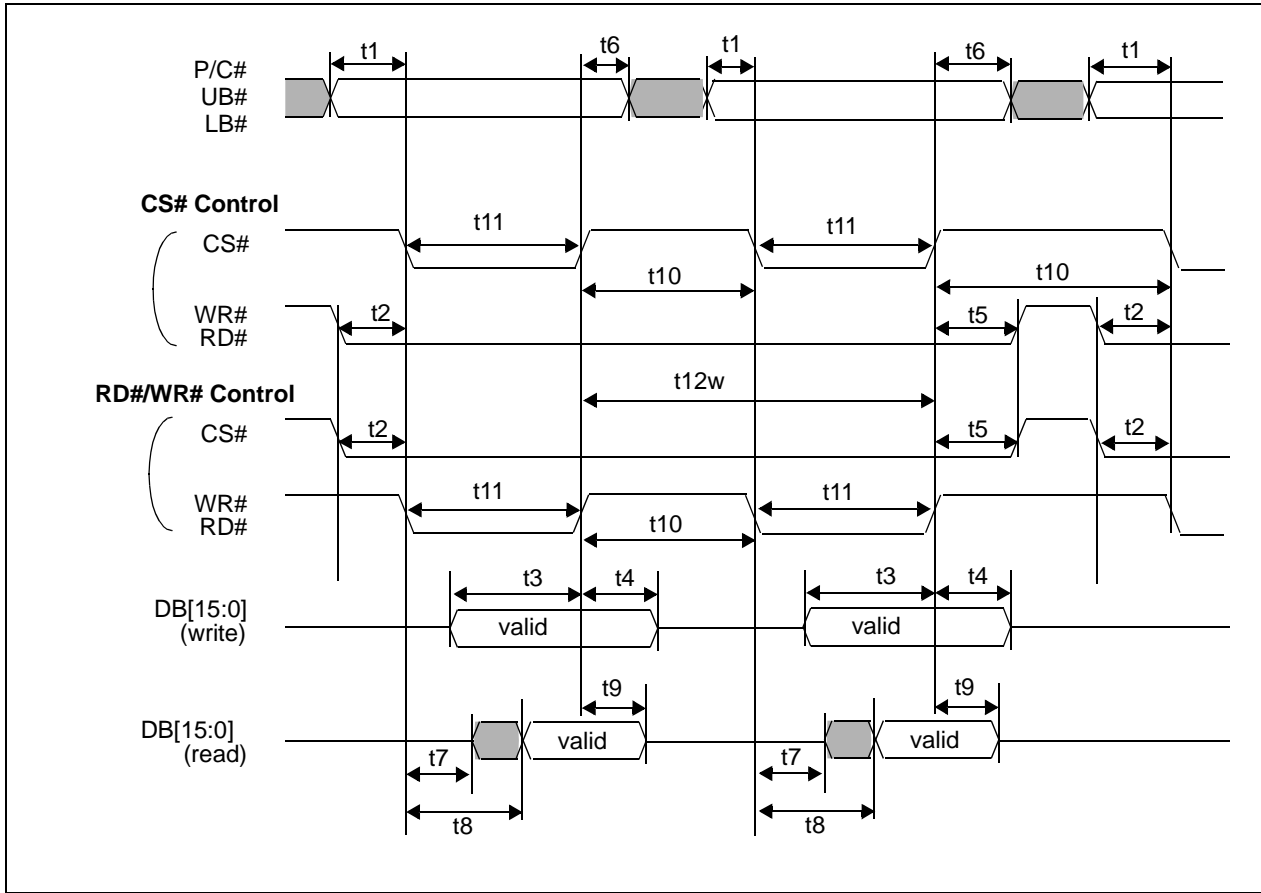 t1 t6 t1 t6 t1
P/C#
UB#
LB#
CS# Control
t11 t11
CS#
t10 t10
WR# t2 t5 t2
RD#
t12w
RD#/WR# Control
CS# t2 t5 t2
t11 t11
WR#
RD# t10
t3 t4 t3 t4
DB[15:0]
(write) valid valid
t9 t9
DB[15:0]
(read) valid valid
t7 t7
t8 t8